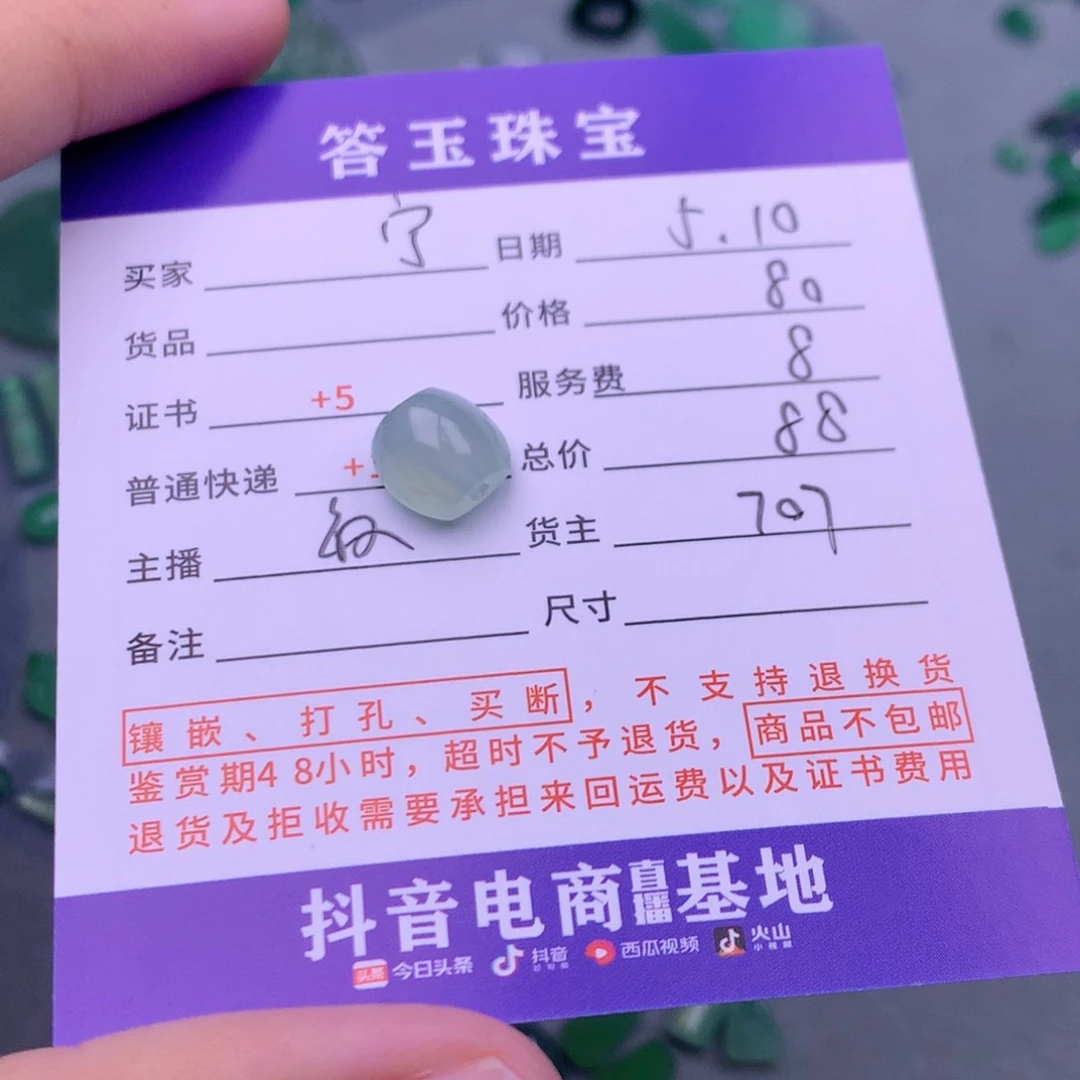 答玉珠宝
买家 宁 日期 5.10
货品 价格 80
证书 +5 服务费 8
普通快递 + 总价 88
主播 敏 货主 707
备注 尺寸
镶嵌、打孔、买断，不支持退换货
鉴赏期48小时，超时不予退货，商品不包邮
退货及拒收需要承担来回运费以及证书费用
抖音电商直播基地
头条 今日头条 抖音 西瓜视频 火山
小视频